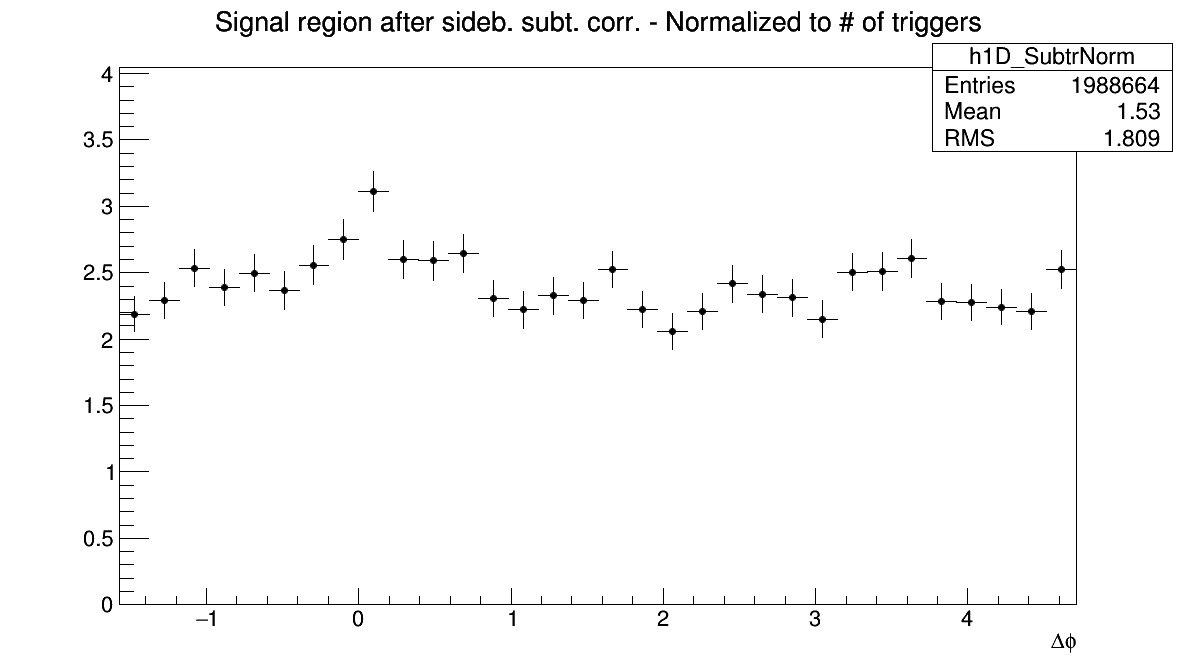 Signal region after sideb. subt. corr. - Normalized to # of triggers
h1D_SubtrNorm
Entries 1988664
Mean 1.53
RMS 1.809
4
3.5
3
2.5
2
1.5
1
0.5
0
−1 0 1 2 3 4
Δϕ